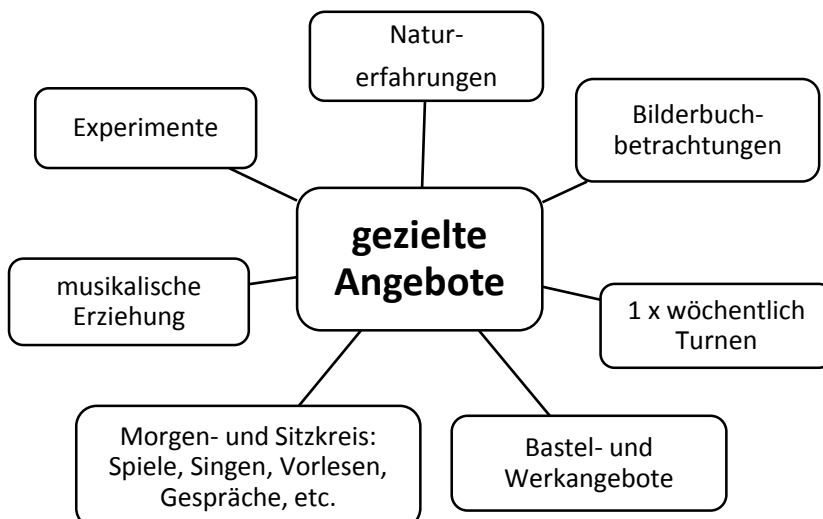 Natur-
erfahrungen
Experimente
Bilderbuch-
betrachtungen
gezielte
Angebote
musikalische
Erziehung
1 x wöchentlich
Turnen
Morgen- und Sitzkreis:
Spiele, Singen, Vorlesen,
Gespräche, etc.
Bastel- und
Werkangebote